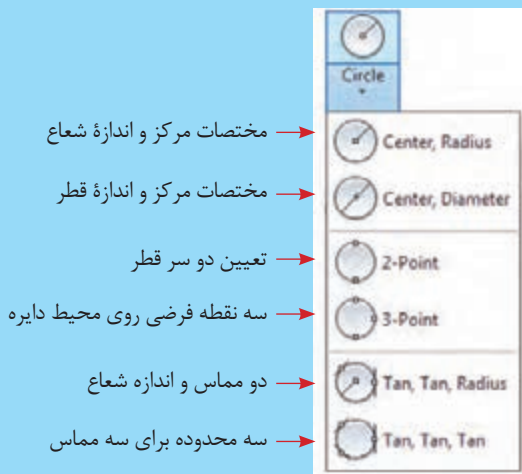 Circle
مختصات مرکز و اندازۀ شعاع
Center, Radius
مختصات مرکز و اندازۀ قطر
Center, Diameter
تعیین دو سر قطر
2-Point
سه نقطه فرضی روی محیط دایره
3-Point
دو مماس و اندازه شعاع
Tan, Tan, Radius
سه محدوده برای سه مماس
Tan, Tan, Tan